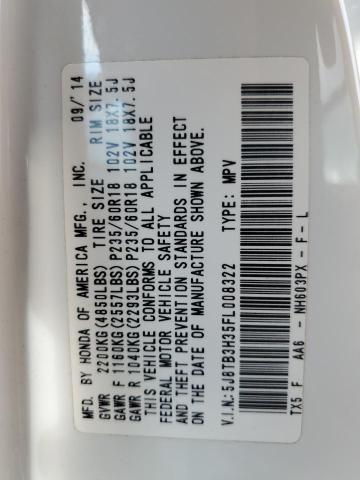 MFD. BY HONDA OF AMERICA MFG., INC. 09/'14
GVWR 2200KG(4850LBS) TIRE SIZE RIM SIZE
GAWR F 1160KG(2557LBS) P235/60R18 102V 18X7.5J
GAWR R 1040KG(2293LBS) P235/60R18 102V 18X7.5J
THIS VEHICLE CONFORMS TO ALL APPLICABLE
FEDERAL MOTOR VEHICLE SAFETY
AND THEFT PREVENTION STANDARDS IN EFFECT
ON THE DATE OF MANUFACTURE SHOWN ABOVE.
V.I.N.:5J8TB3H35FL008322 TYPE: MPV
TX5 F AA6 - NH603PX - F - L